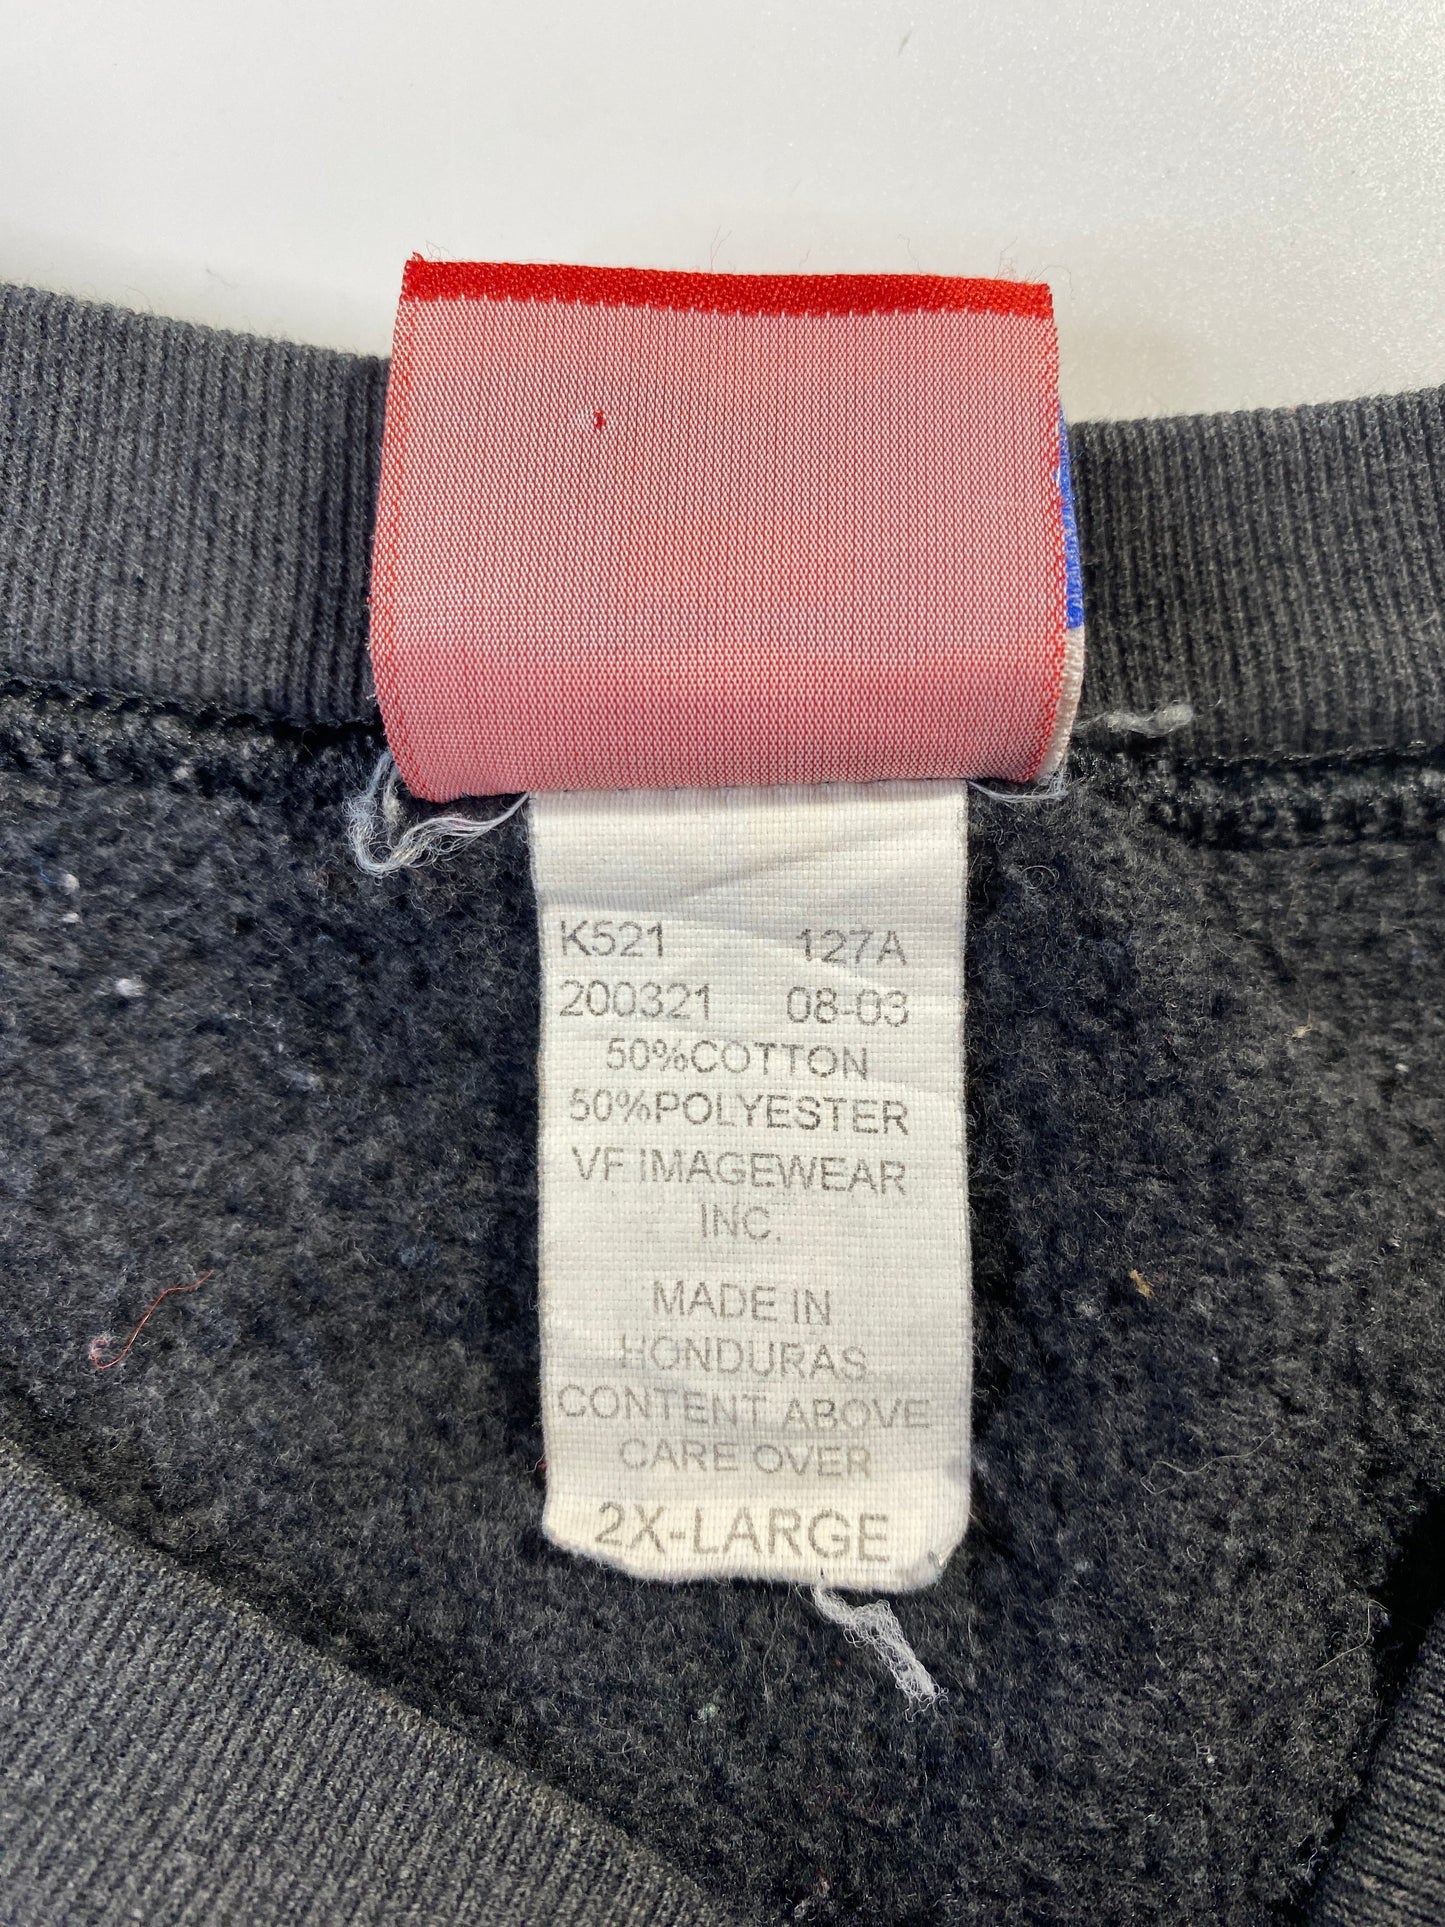 K521 127A
200321 08-03
50%COTTON
50%POLYESTER
VF IMAGEWEAR
INC.
MADE IN
HONDURAS
CONTENT ABOVE
CARE OVER
2X-LARGE